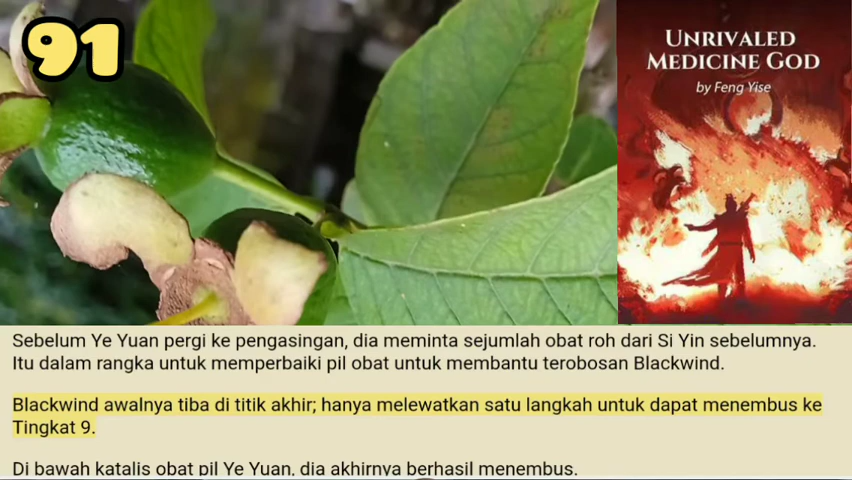 91
UNRIVALED
MEDICINE GOD
by Feng Yise
Sebelum Ye Yuan pergi ke pengasingan, dia meminta sejumlah obat roh dari Si Yin sebelumnya.
Itu dalam rangka untuk memperbaiki pil obat untuk membantu terobosan Blackwind.
Blackwind awalnya tiba di titik akhir; hanya melewatkan satu langkah untuk dapat menembus ke
Tingkat 9.
Di bawah katalis obat pil Ye Yuan, dia akhirnya berhasil menembus.